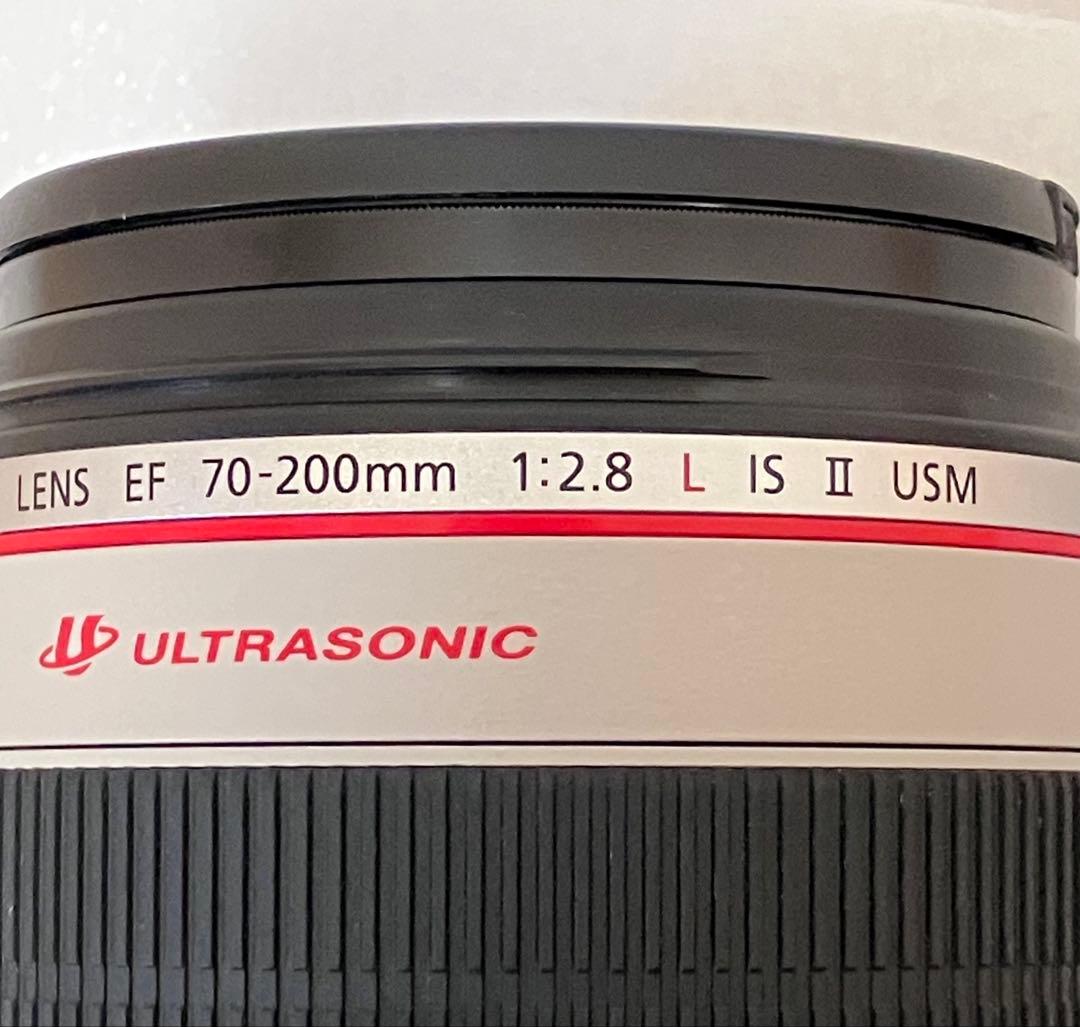 LENS EF 70-200mm 1:2.8 L IS II USM
ULTRASONIC